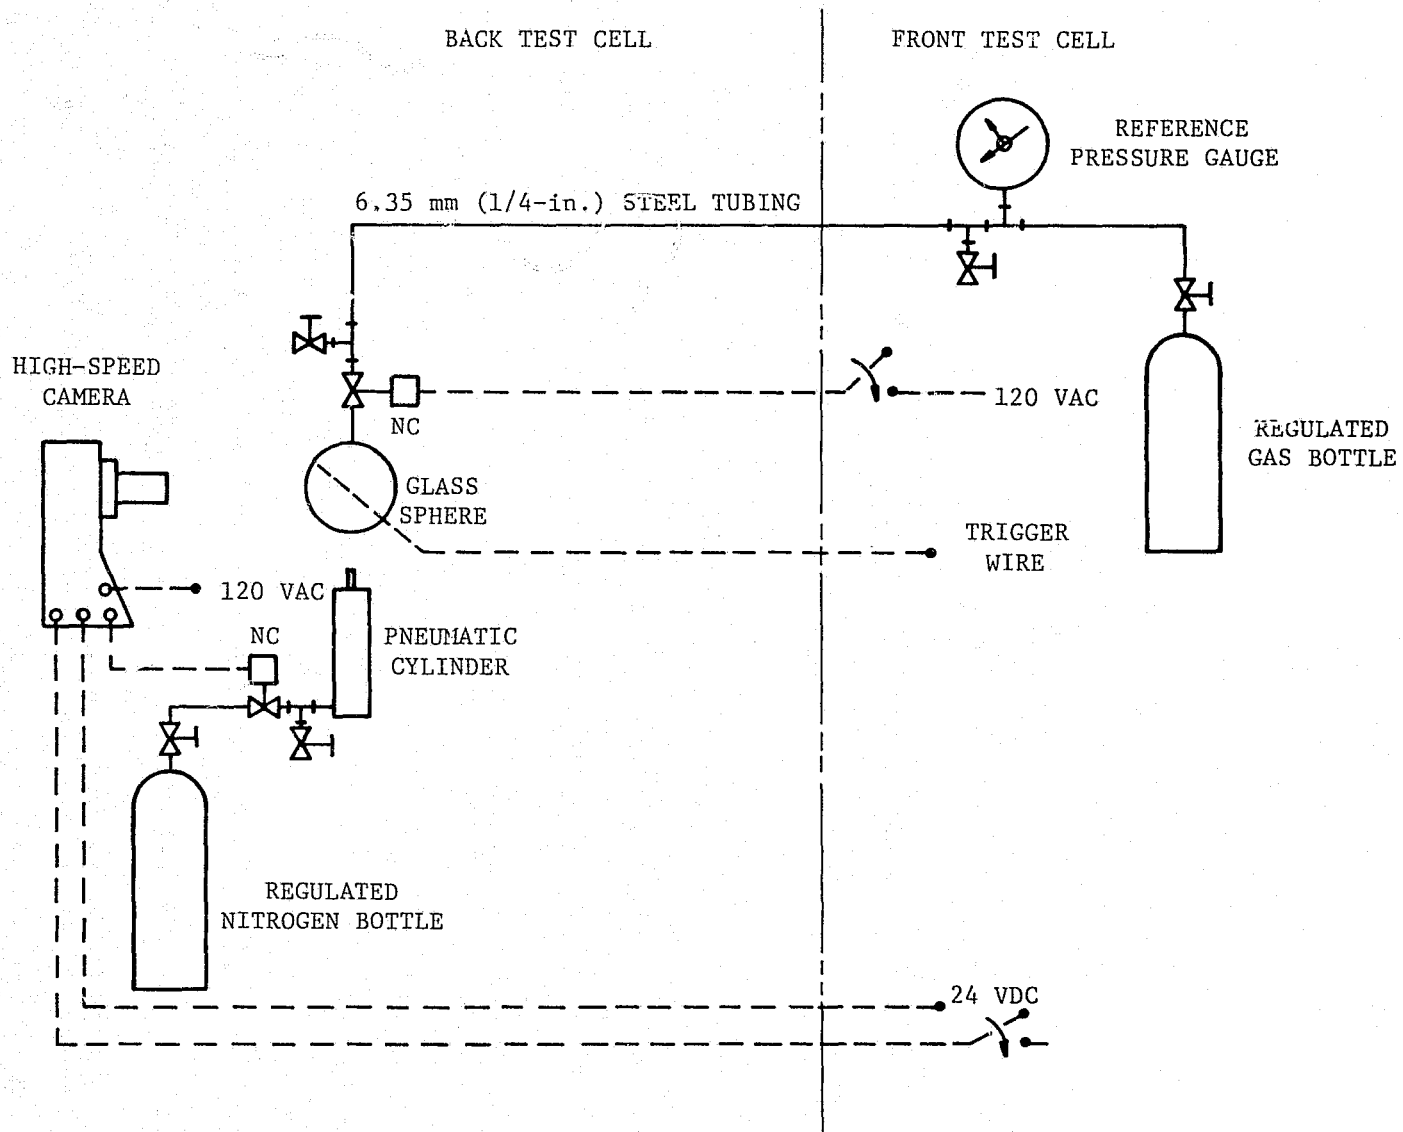 BACK TEST CELL
FRONT TEST CELL
REFERENCE
PRESSURE GAUGE
6.35 mm (1/4-in.) STEEL TUBING
HIGH-SPEED
CAMERA
120 VAC
NC
REGULATED
GAS BOTTLE
GLASS
SPHERE
TRIGGER
WIRE
120 VAC
NC
PNEUMATIC
CYLINDER
REGULATED
NITROGEN BOTTLE
24 VDC